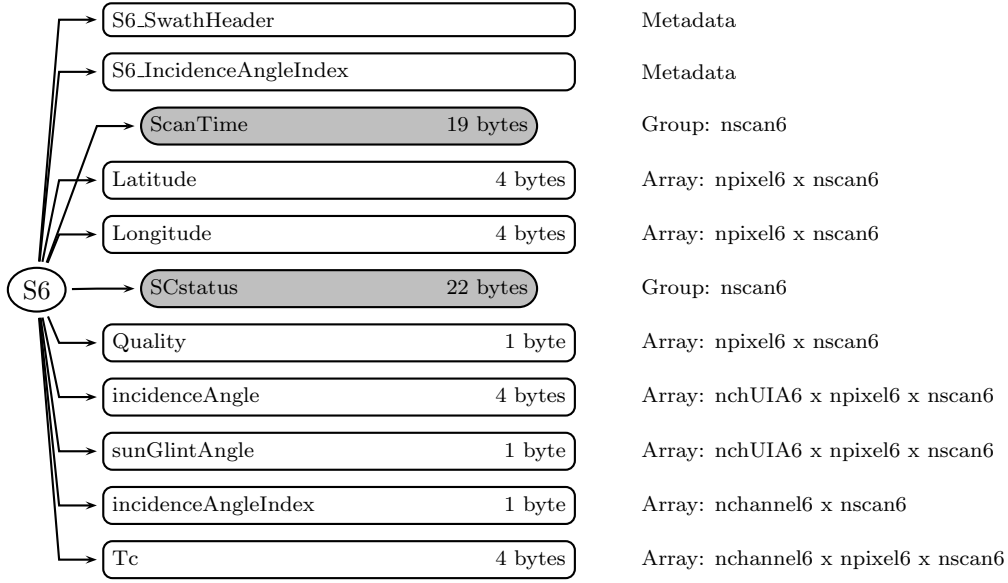 S6_SwathHeader Metadata
S6_IncidenceAngleIndex Metadata
ScanTime 19 bytes Group: nscan6
Latitude 4 bytes Array: npixel6 x nscan6
Longitude 4 bytes Array: npixel6 x nscan6
S6 SCstatus 22 bytes Group: nscan6
Quality 1 byte Array: npixel6 x nscan6
incidenceAngle 4 bytes Array: nchUIA6 x npixel6 x nscan6
sunGlintAngle 1 byte Array: nchUIA6 x npixel6 x nscan6
incidenceAngleIndex 1 byte Array: nchannel6 x nscan6
Tc 4 bytes Array: nchannel6 x npixel6 x nscan6